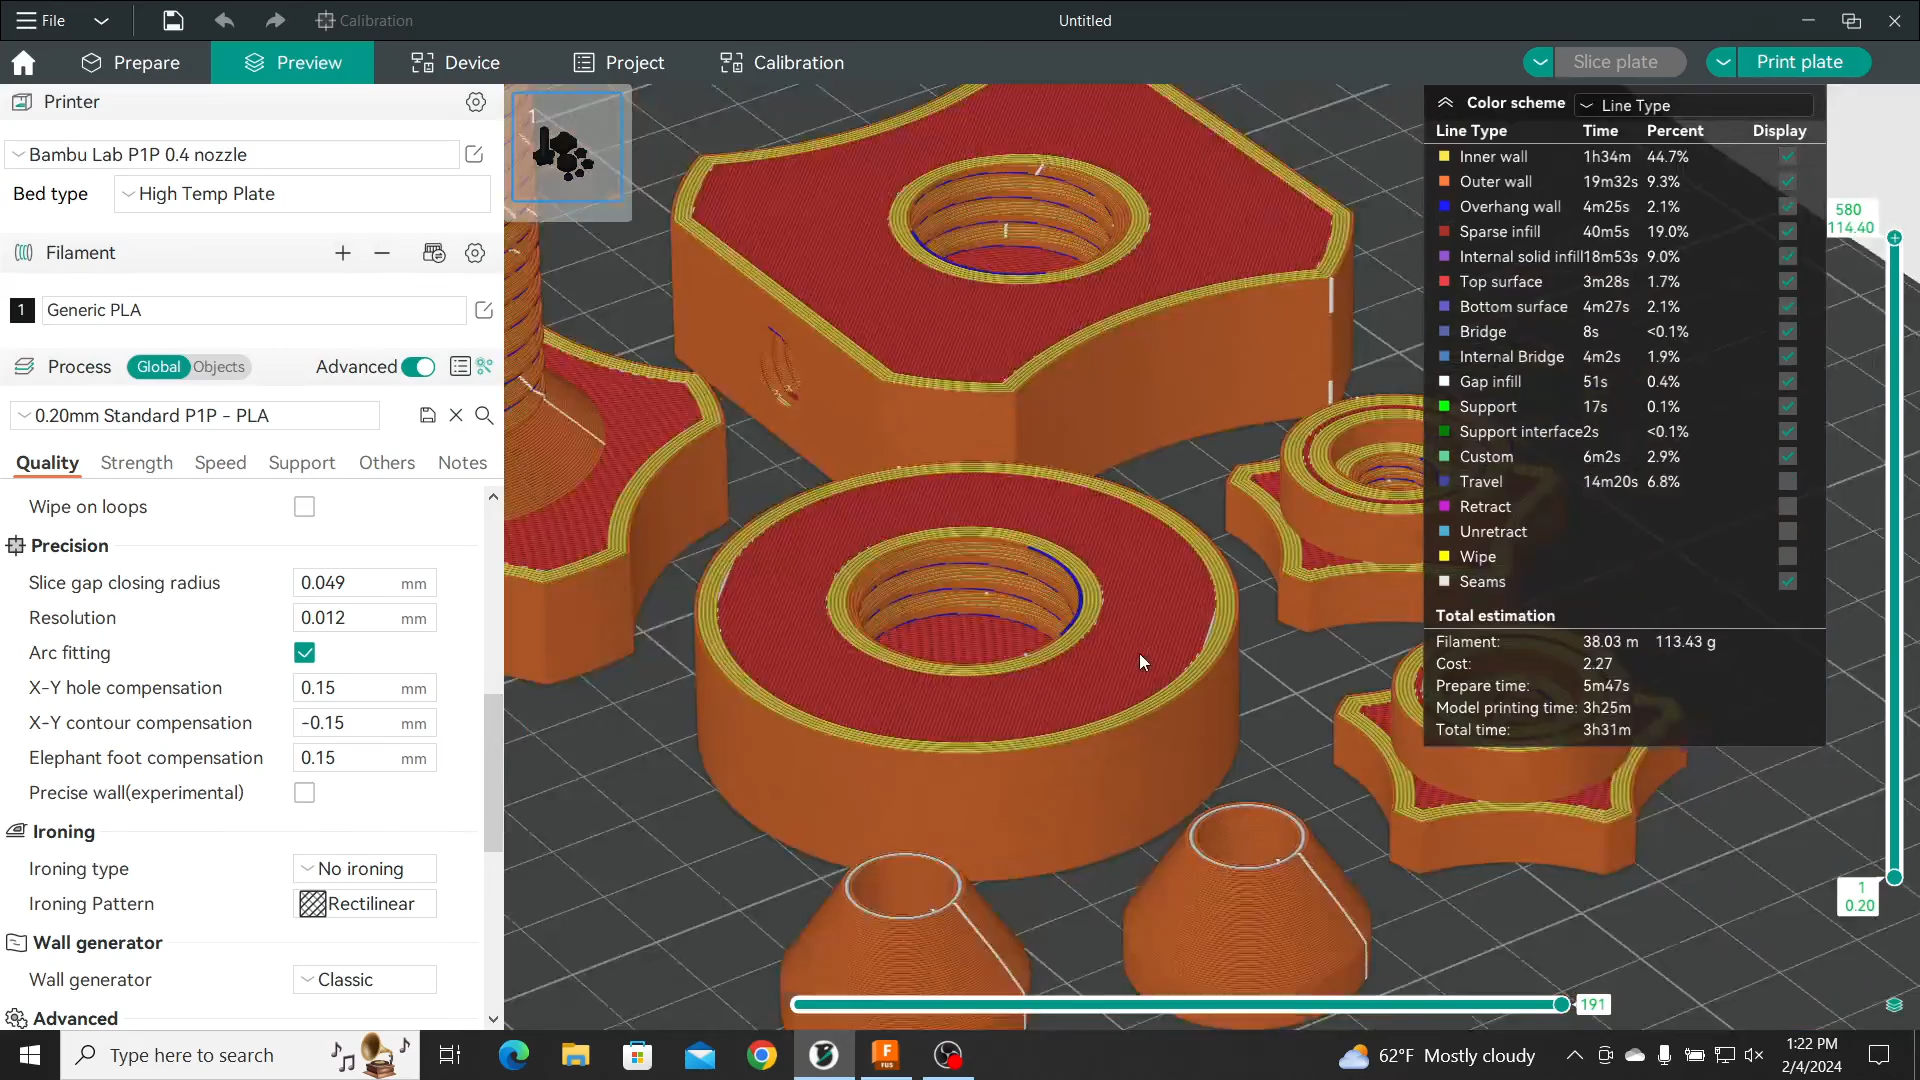 File
Calibration
Untitled
Prepare
Preview
Device
Project
Calibration
Slice plate
Print plate
Printer
Bambu Lab P1P 0.4 nozzle
Bed type
High Temp Plate
Filament
1 Generic PLA
Process Global Objects Advanced
0.20mm Standard P1P - PLA
Quality Strength Speed Support Others Notes
Wipe on loops
Precision
Slice gap closing radius 0.049 mm
Resolution 0.012 mm
Arc fitting
X-Y hole compensation 0.15 mm
X-Y contour compensation -0.15 mm
Elephant foot compensation 0.15 mm
Precise wall(experimental)
Ironing
Ironing type No ironing
Ironing Pattern Rectilinear
Wall generator
Wall generator Classic
Advanced
1
Color scheme Line Type
Line Type Time Percent Display
Inner wall 1h34m 44.7%
Outer wall 19m32s 9.3%
Overhang wall 4m25s 2.1%
Sparse infill 40m5s 19.0%
Internal solid infill 18m53s 9.0%
Top surface 3m28s 1.7%
Bottom surface 4m27s 2.1%
Bridge 8s <0.1%
Internal Bridge 4m2s 1.9%
Gap infill 51s 0.4%
Support 17s 0.1%
Support interface 2s <0.1%
Custom 6m2s 2.9%
Travel 14m20s 6.8%
Retract
Unretract
Wipe
Seams
Total estimation
Filament: 38.03 m 113.43 g
Cost: 2.27
Prepare time: 5m47s
Model printing time: 3h25m
Total time: 3h31m
580
114.40
1
0.20
191
Type here to search
FUS
62°F Mostly cloudy
1:22 PM
2/4/2024